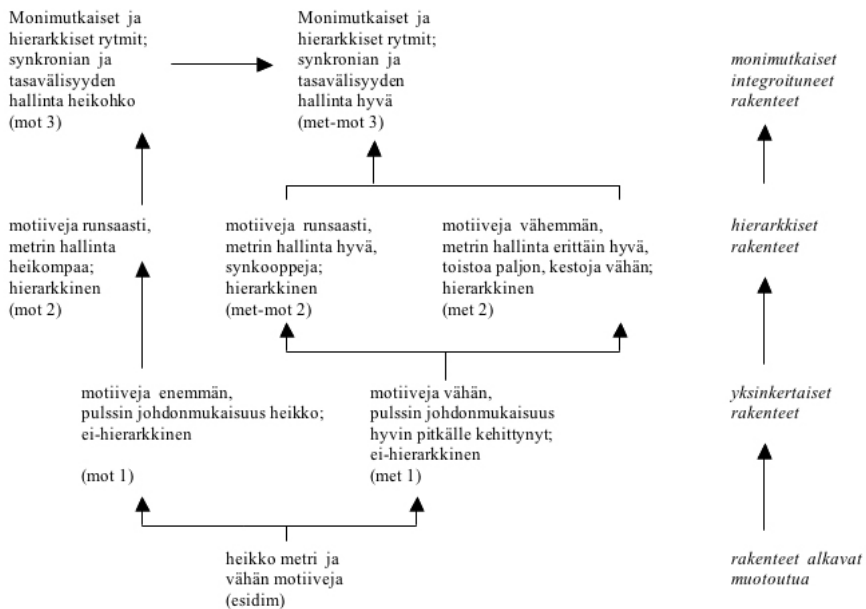 Monimutkaiset ja
hierarkkiset rytmit;
synkronian ja
tasavälisyyden
hallinta heikohko
(mot 3)
Monimutkaiset ja
hierarkkiset rytmit;
synkronian ja
tasavälisyyden
hallinta hyvä
(met-mot 3)
monimutkaiset
integroituneet
rakenteet
motiiveja runsaasti,
metrin hallinta
heikompaa;
hierarkkinen
(mot 2)
motiiveja runsaasti,
metrin hallinta hyvä,
synkooppeja;
hierarkkinen
(met-mot 2)
motiiveja vähemmän,
metrin hallinta erittäin hyvä,
toistoa paljon, kestoja vähän;
hierarkkinen
(met 2)
hierarkkiset
rakenteet
motiiveja enemmän,
pulssin johdonmukaisuus heikko;
ei-hierarkkinen
(mot 1)
motiiveja vähän,
pulssin johdonmukaisuus
hyvin pitkälle kehittynyt;
ei-hierarkkinen
(met 1)
yksinkertaiset
rakenteet
heikko metri ja
vähän motiiveja
(esidim)
rakenteet alkavat
muotoutua